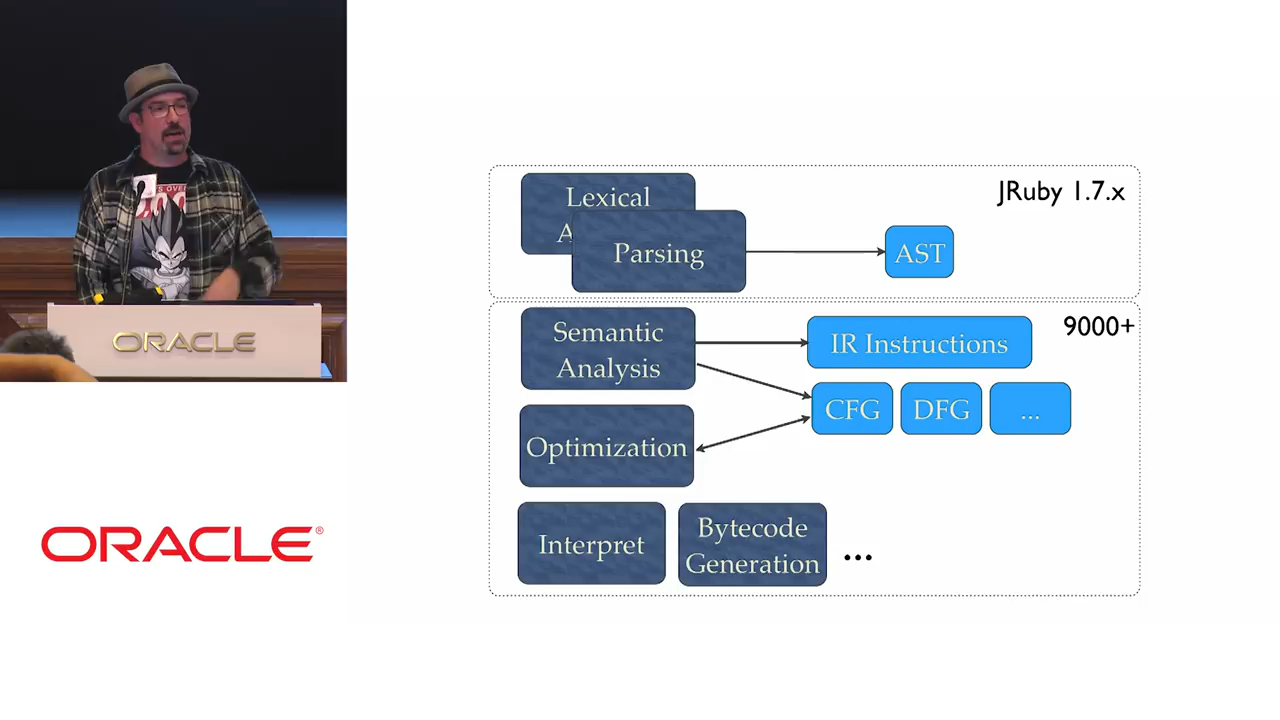 S OVER
ORACLE
ORACLE®
JRuby 1.7.x
Lexical
A
Parsing
AST
9000+
Semantic
Analysis
IR Instructions
CFG
DFG
...
Optimization
Interpret
Bytecode
Generation
...